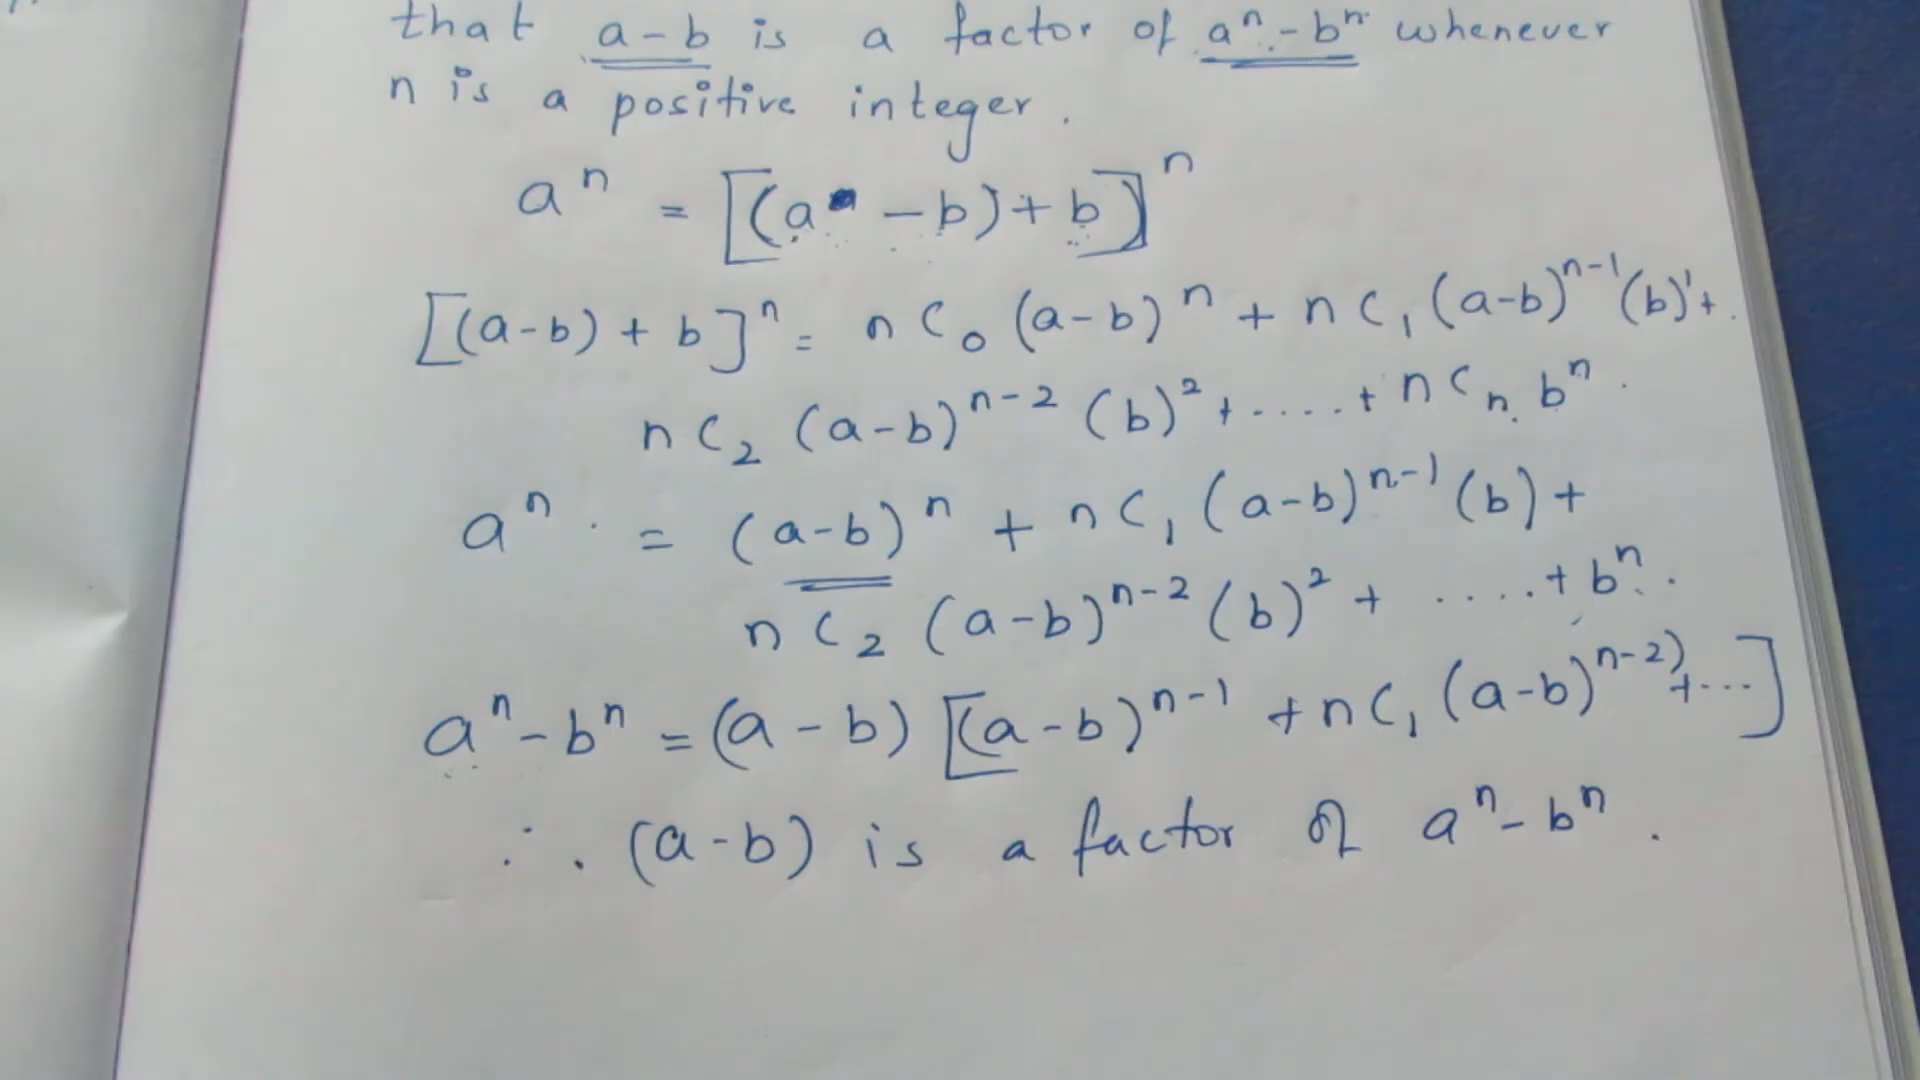 that a-b is a factor of aⁿ-bⁿ whenever
n is a positive integer.
aⁿ = [(a - b)+b]ⁿ
[(a-b) + b]ⁿ = nC₀ (a-b)ⁿ + nC₁ (a-b)ⁿ⁻¹(b)¹+
nC₂ (a-b)ⁿ⁻² (b)² + ..... + nCₙ bⁿ.
aⁿ = (a-b)ⁿ + nC₁ (a-b)ⁿ⁻¹ (b) +
nC₂ (a-b)ⁿ⁻² (b)² + ..... + bⁿ.
aⁿ-bⁿ = (a - b) [(a-b)ⁿ⁻¹ + nC₁ (a-b)ⁿ⁻²⁾ + ...]
∴ (a-b) is a factor of aⁿ-bⁿ.